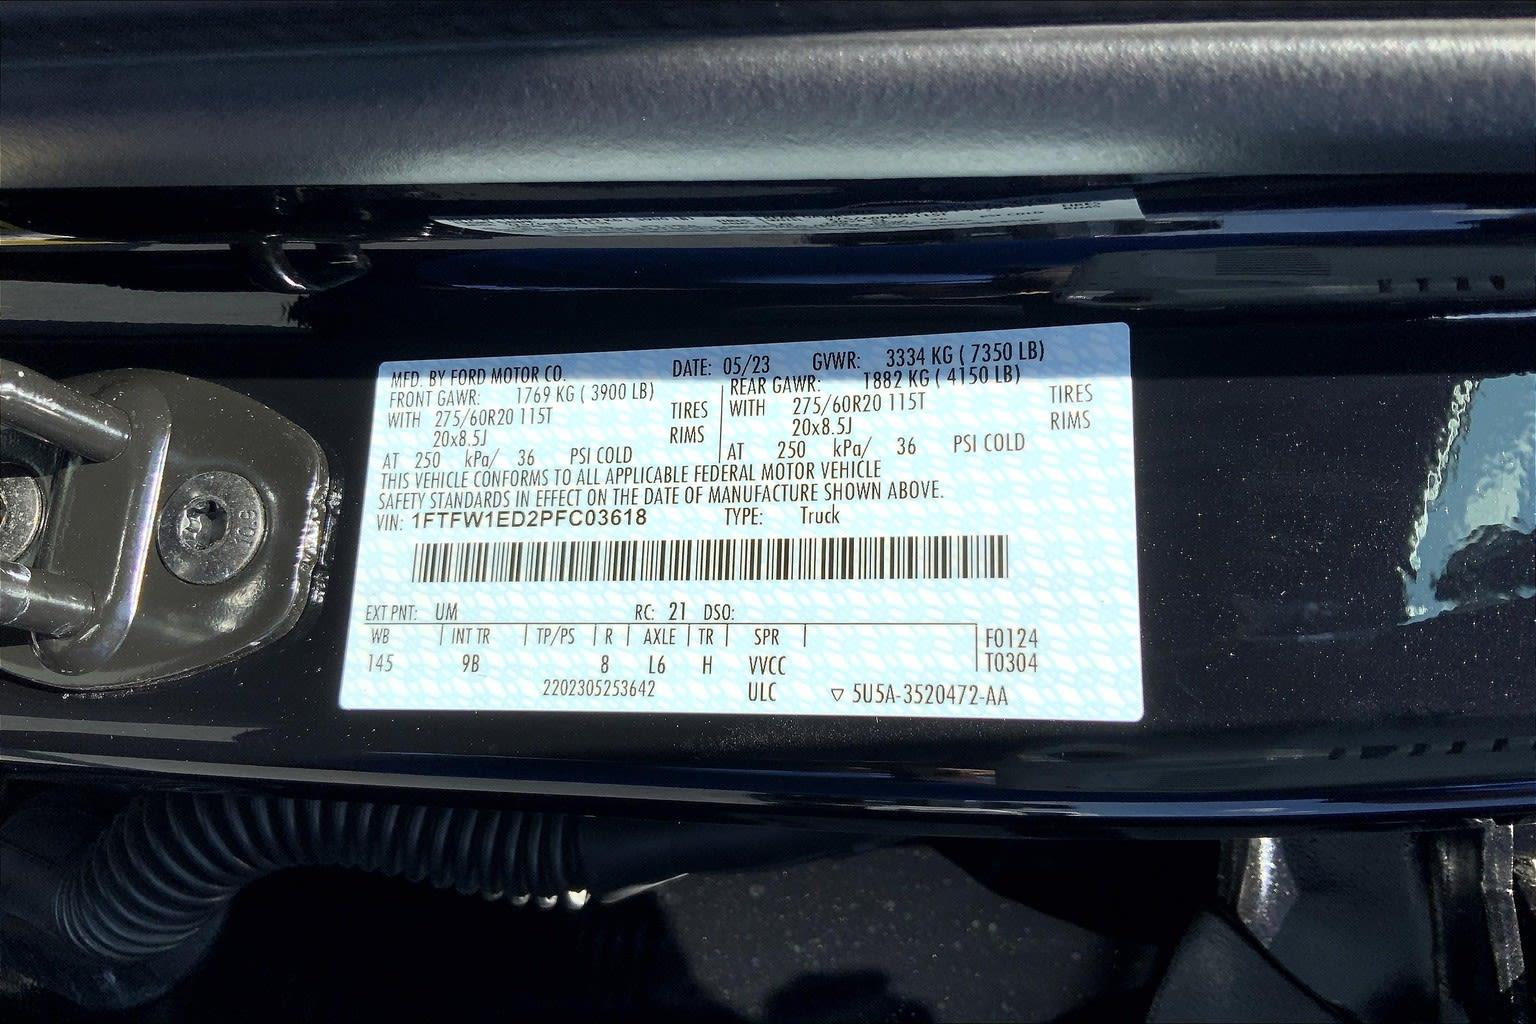 MFD. BY FORD MOTOR CO. DATE: 05/23 GVWR: 3334 KG ( 7350 LB)
FRONT GAWR: 1769 KG ( 3900 LB) REAR GAWR: 1882 KG ( 4150 LB)
WITH 275/60R20 115T TIRES WITH 275/60R20 115T TIRES
20x8.5J RIMS 20x8.5J RIMS
AT 250 kPa/ 36 PSI COLD AT 250 kPa/ 36 PSI COLD
THIS VEHICLE CONFORMS TO ALL APPLICABLE FEDERAL MOTOR VEHICLE
SAFETY STANDARDS IN EFFECT ON THE DATE OF MANUFACTURE SHOWN ABOVE.
VIN: 1FTFW1ED2PFC03618 TYPE: Truck
EXT PNT: UM RC: 21 DSO:
WB INT TR TP/PS R AXLE TR SPR F0124
145 9B 8 L6 H VVCC T0304
2202305253642 ULC ▽ 5U5A-3520472-AA